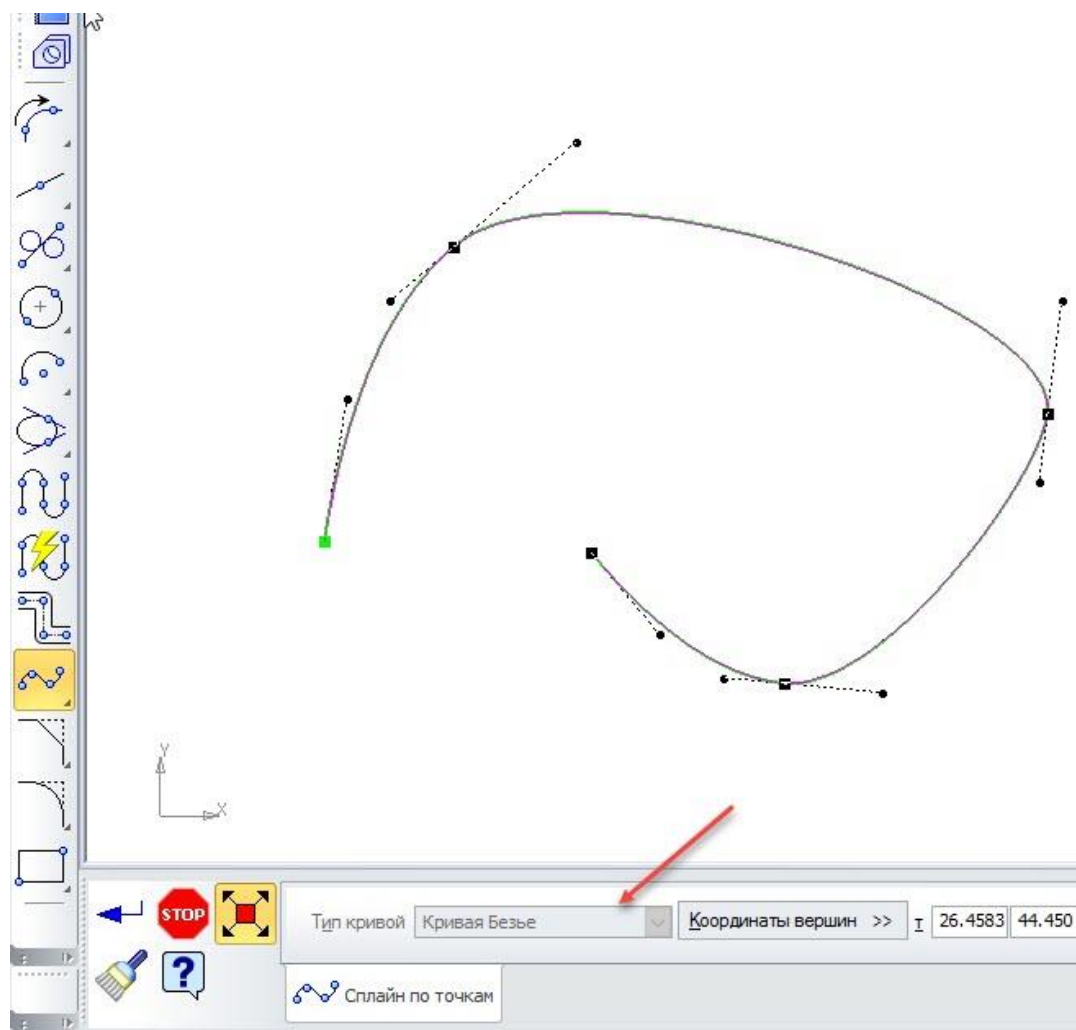 Y
X
STOP
Тип кривой Кривая Безье Координаты вершин >> т 26.4583 44.450
?
Сплайн по точкам